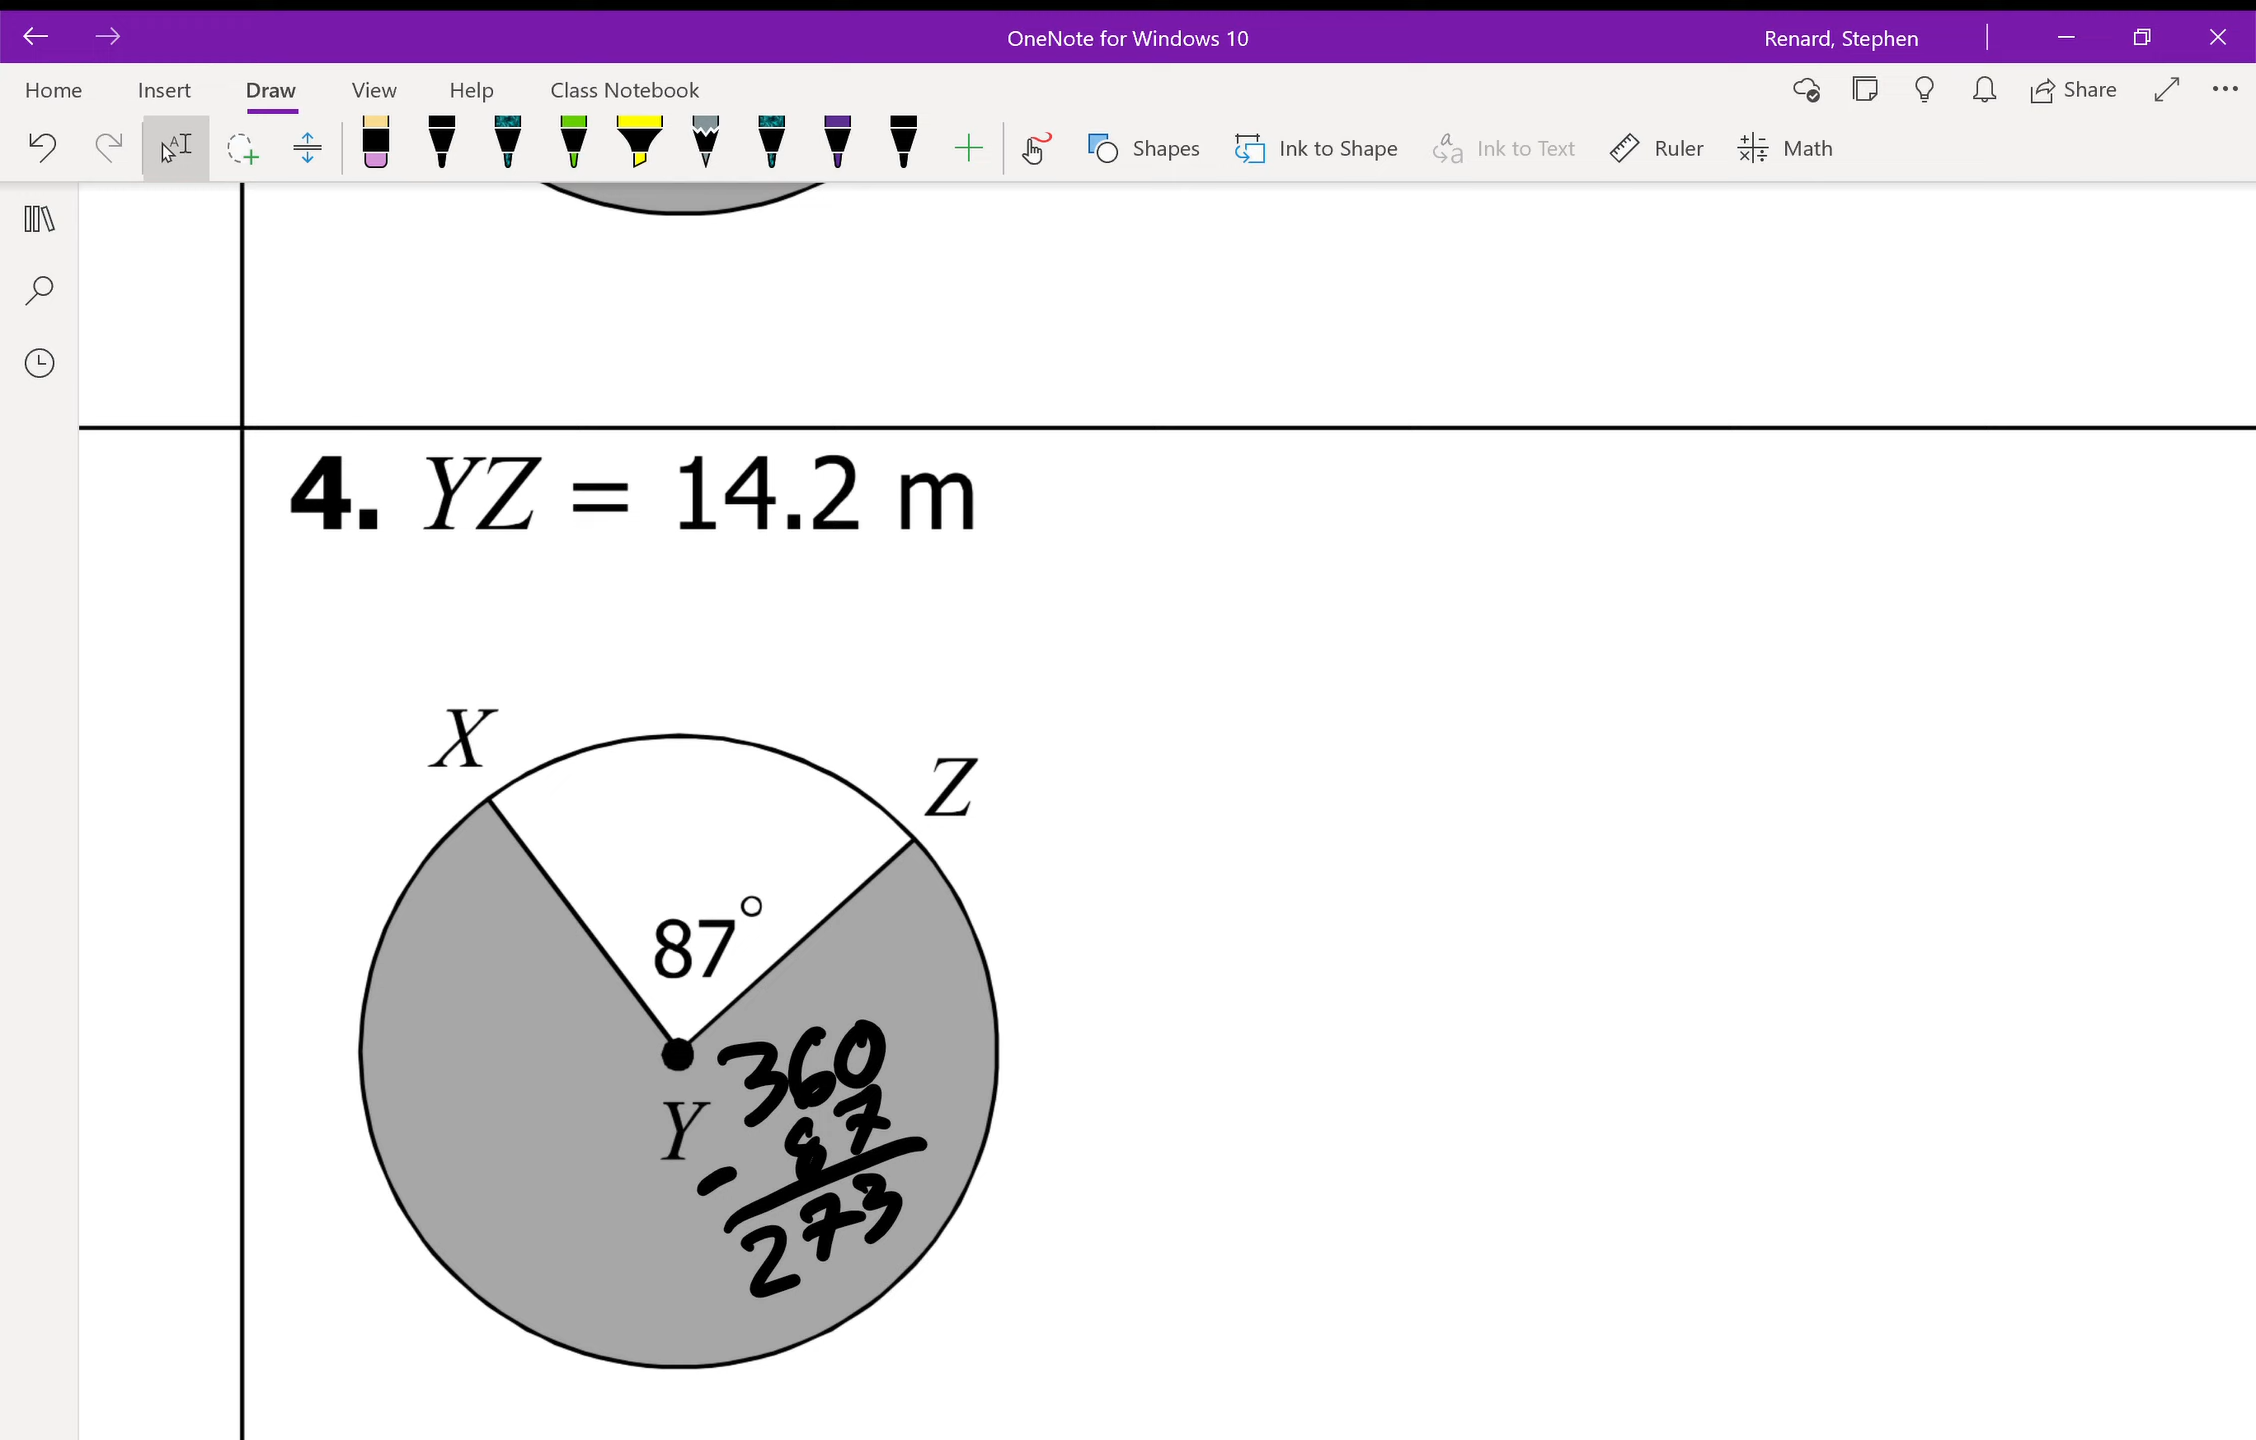 OneNote for Windows 10
Renard, Stephen
Home Insert Draw View Help Class Notebook
Share
Shapes Ink to Shape Ink to Text Ruler Math
4. YZ = 14.2 m
X
Z
87°
Y
360
- 87
273